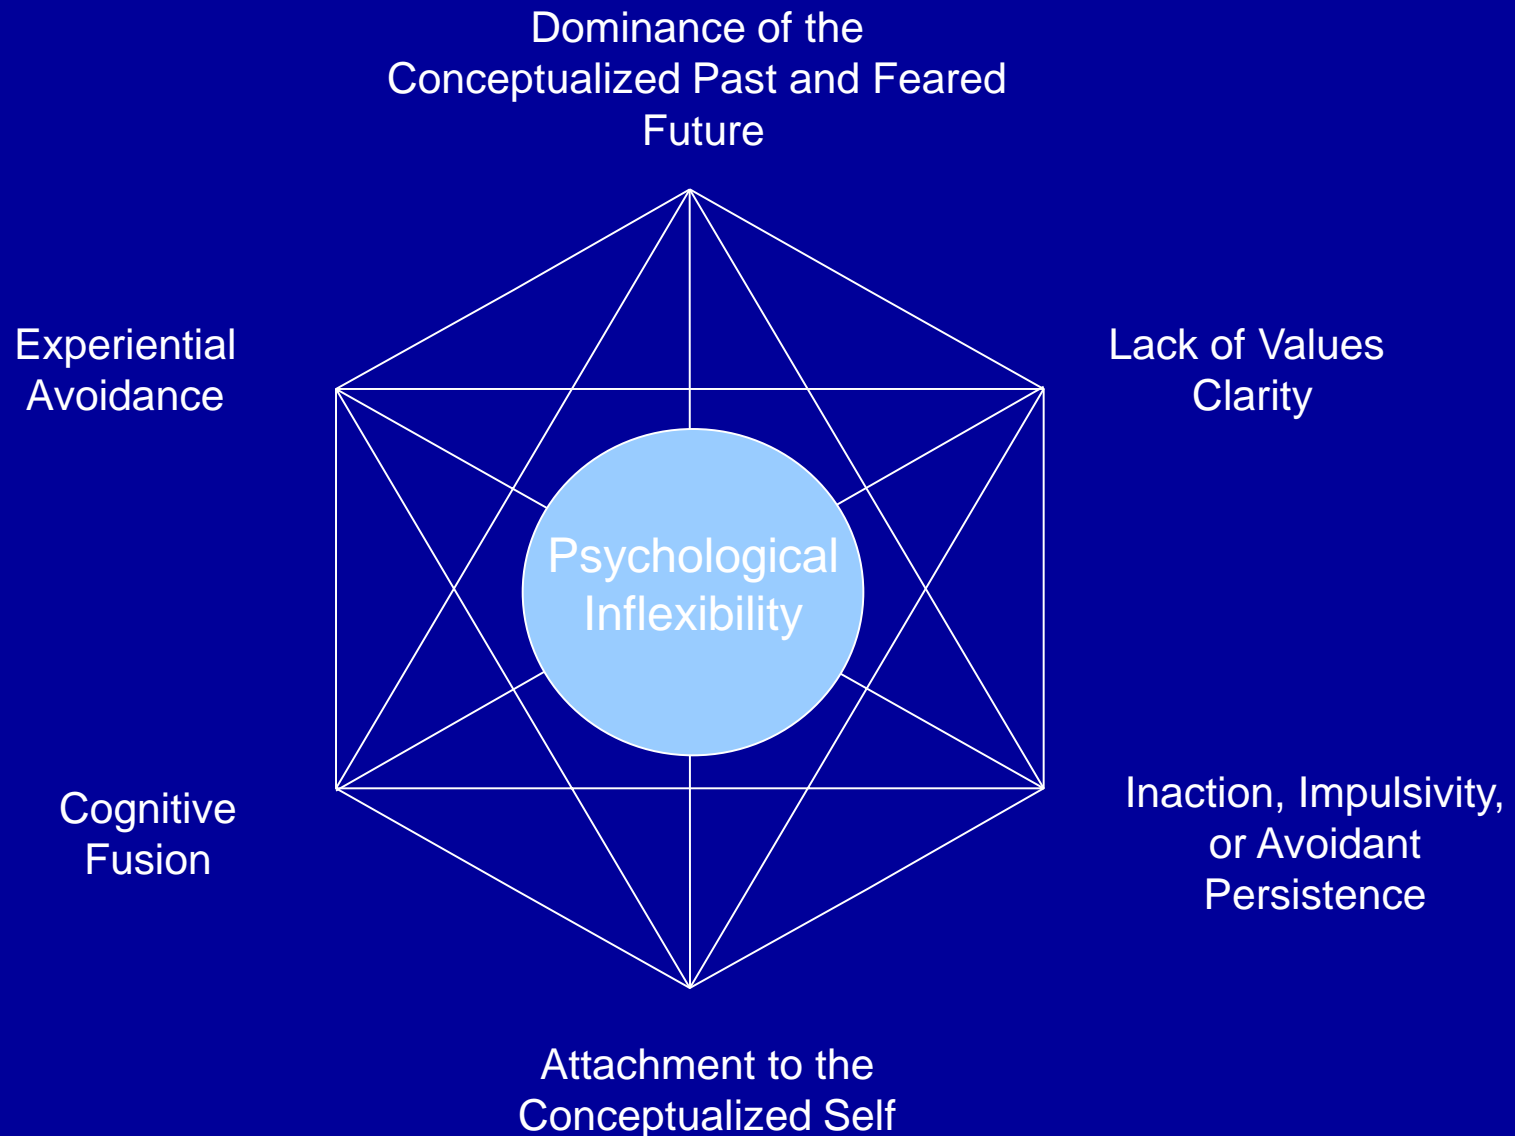 Dominance of the
Conceptualized Past and Feared
Future
Experiential
Avoidance
Lack of Values
Clarity
Psychological
Inflexibility
Cognitive
Fusion
Inaction, Impulsivity,
or Avoidant
Persistence
Attachment to the
Conceptualized Self